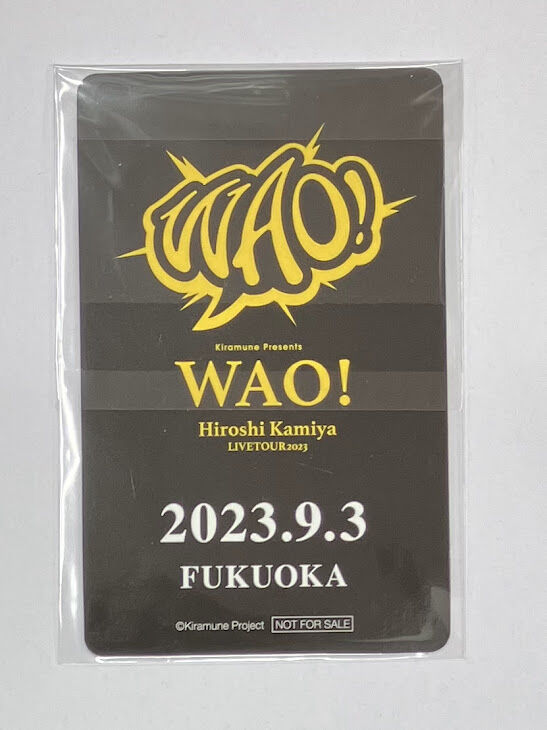 WAO!
Kiramune Presents
WAO!
Hiroshi Kamiya
LIVETOUR2023
2023.9.3
FUKUOKA
©Kiramune Project NOT FOR SALE